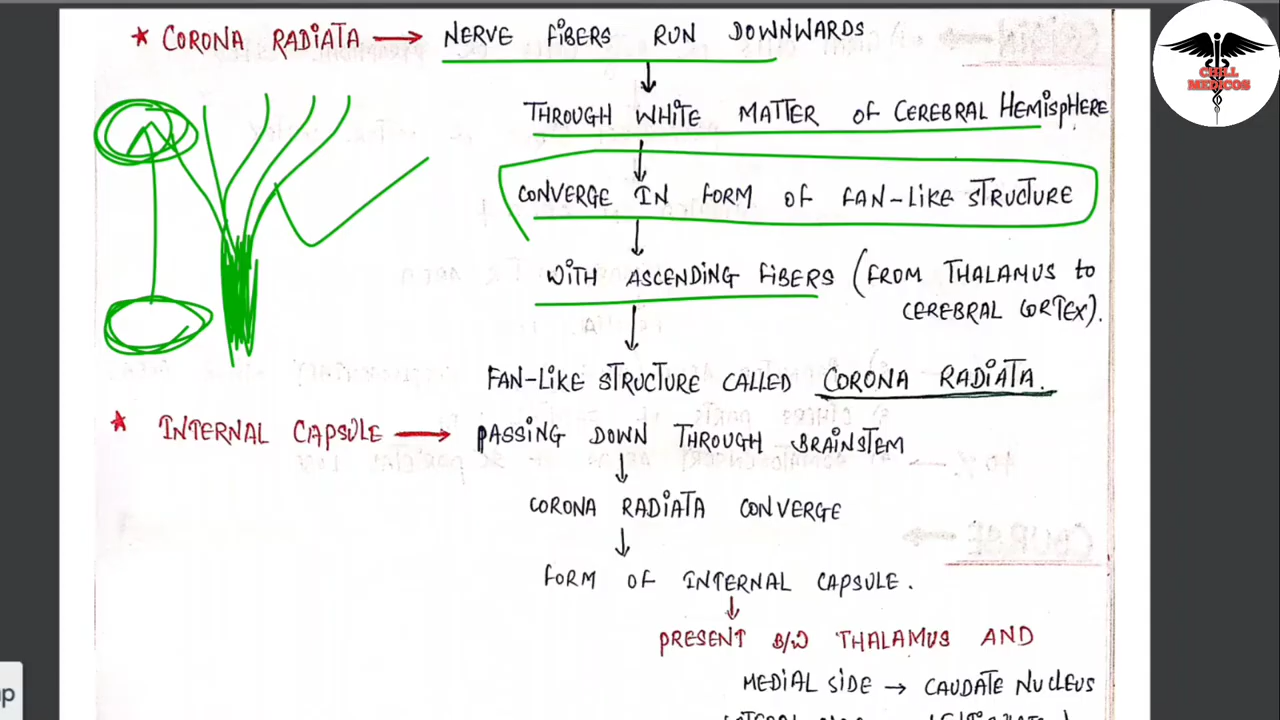 ★ CORONA RADIATA → NERVE FIBERS RUN DOWNWARDS
↓
THROUGH WHITE MATTER OF CEREBRAL HEMISPHERE
↓
CONVERGE IN FORM OF FAN-LIKE STRUCTURE
↓
WITH ASCENDING FIBERS (FROM THALAMUS TO
CEREBRAL CORTEX).
↓
FAN-LIKE STRUCTURE CALLED CORONA RADIATA.
★ INTERNAL CAPSULE → PASSING DOWN THROUGH BRAINSTEM
↓
CORONA RADIATA CONVERGE
↓
FORM OF INTERNAL CAPSULE.
↓
PRESENT B/W THALAMUS AND
MEDIAL SIDE → CAUDATE NUCLEUS
CHILL
MEDICOS